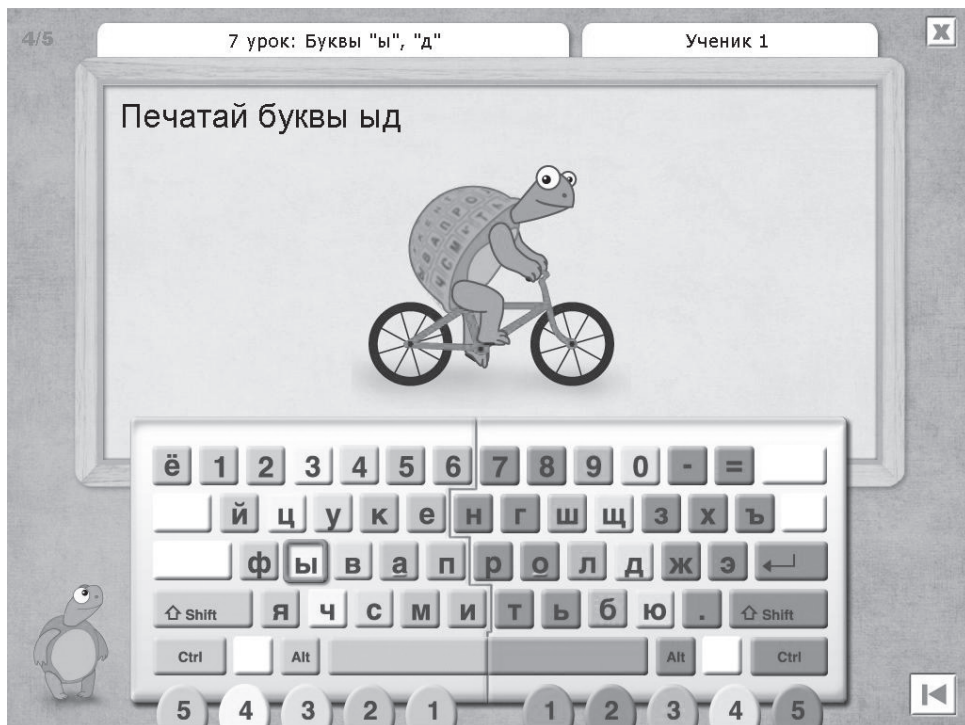 4/5
7 урок: Буквы "ы", "д"
Ученик 1
X
Печатай буквы ыд
ё 1 2 3 4 5 6 7 8 9 0 - =
й ц у к е н г ш щ з х ъ
ф ы в а п р о л д ж э
Shift я ч с м и т ь б ю . Shift
Ctrl Alt Alt Ctrl
5 4 3 2 1 1 2 3 4 5